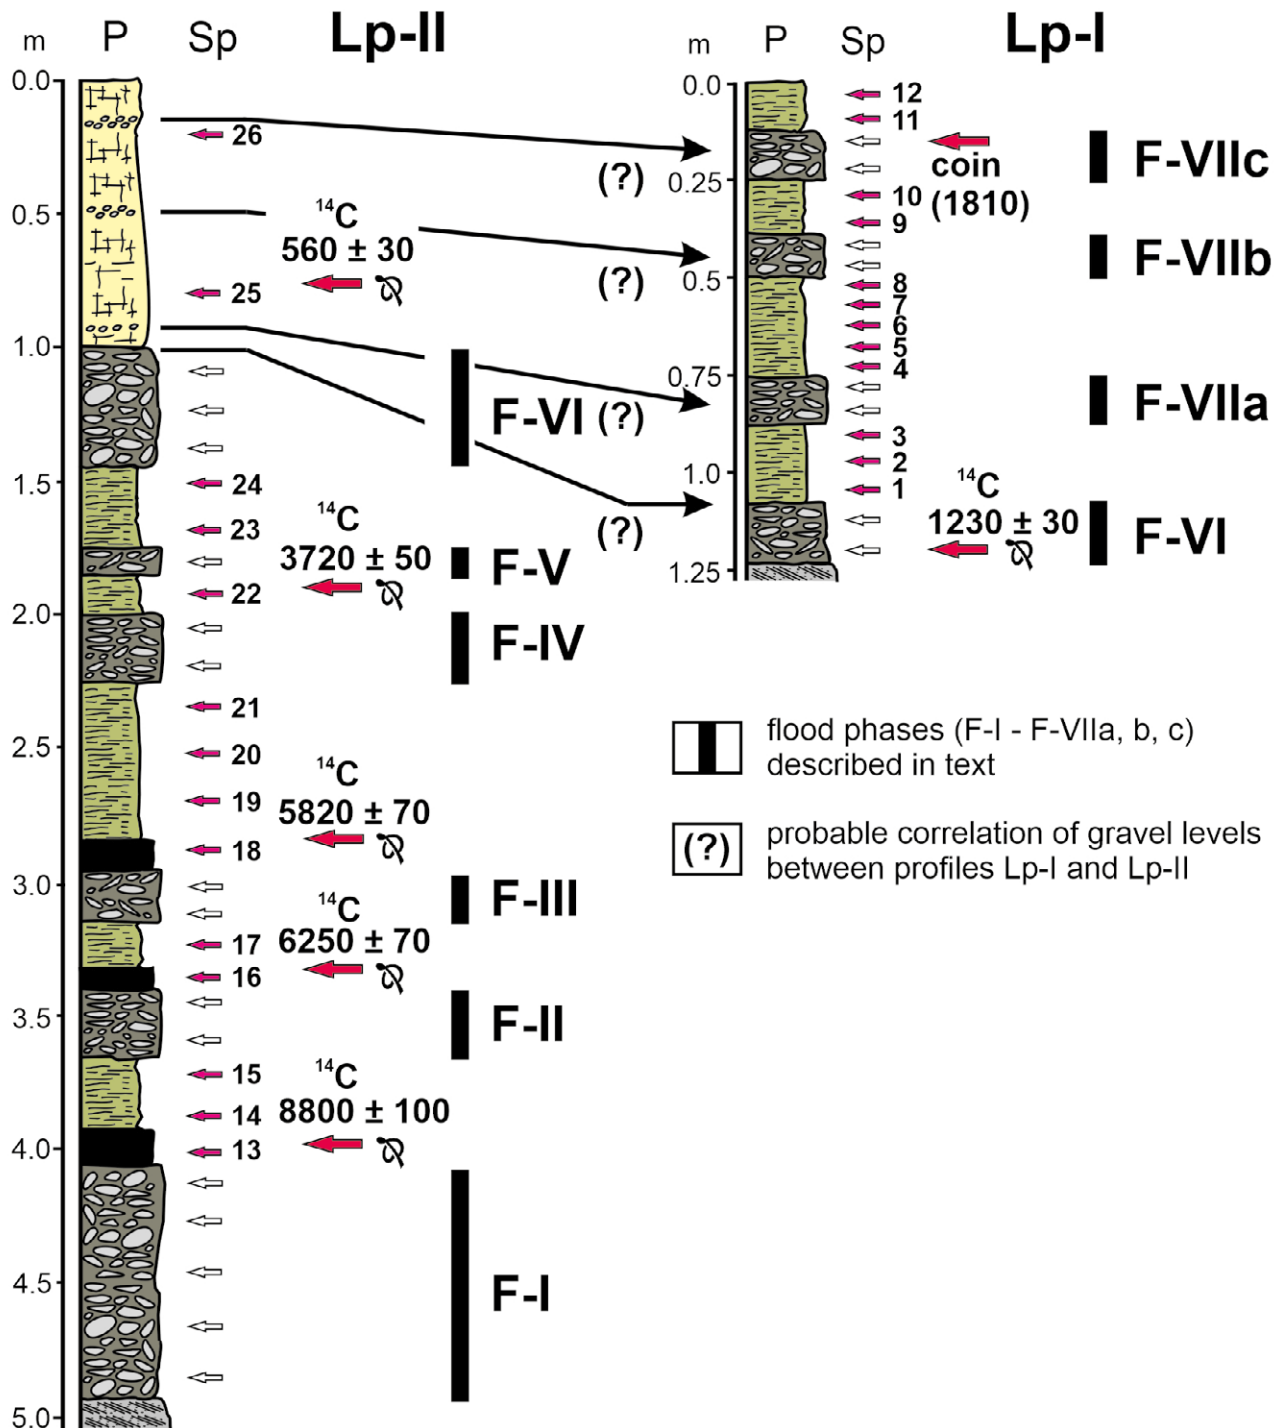 m P Sp Lp-II
0.0
26
0.5
14C
560 ± 30
25
1.0
F-VI
1.5
24
14C
23
3720 ± 50
F-V
22
2.0
F-IV
21
2.5
20
14C
19
5820 ± 70
18
3.0
F-III
14C
17
6250 ± 70
16
3.5
F-II
15
14C
14
8800 ± 100
4.0
13
4.5
F-I
5.0
(?)
(?)
(?)
(?)
m P Sp Lp-I
0.0
12
11
coin
(1810)
F-VIIc
0.25
10
9
F-VIIb
0.5
8
7
6
5
0.75
4
F-VIIa
3
1.0
2
14C
1
1230 ± 30
F-VI
1.25
flood phases (F-I - F-VIIa, b, c)
described in text
(?)
probable correlation of gravel levels
between profiles Lp-I and Lp-II